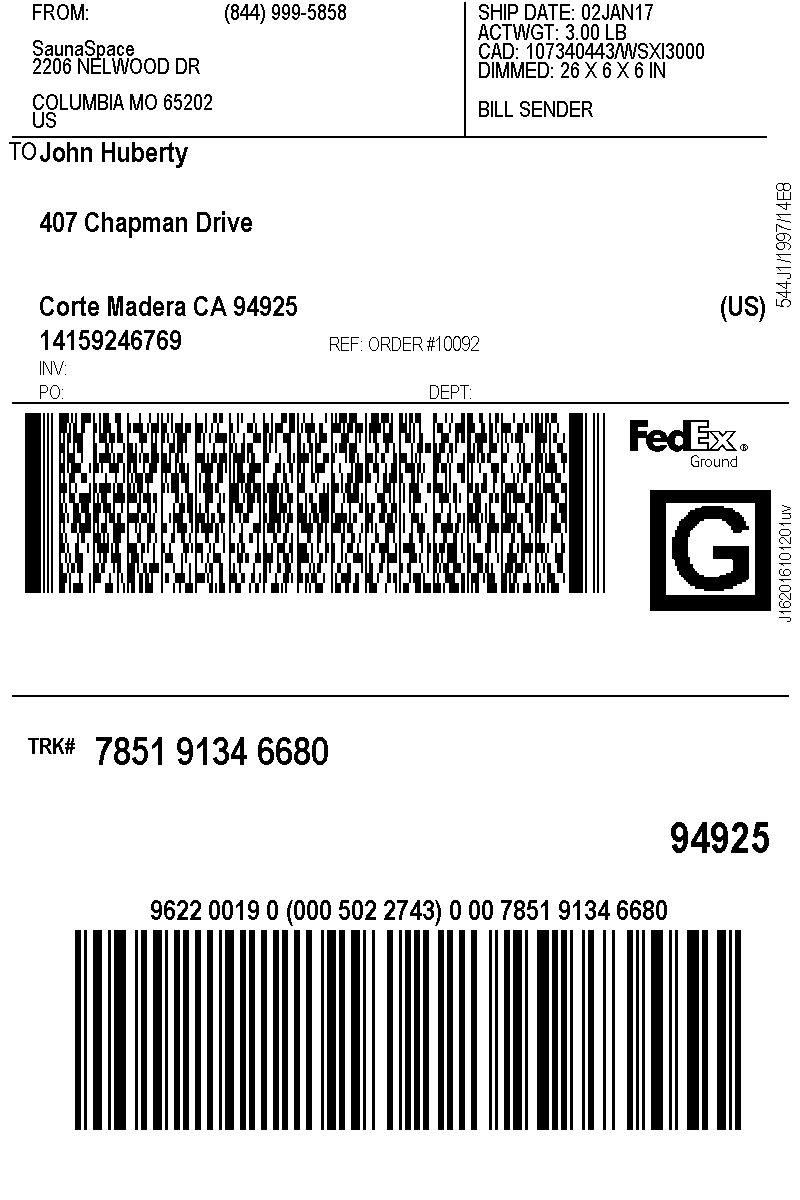 FROM: (844) 999-5858
SaunaSpace
2206 NELWOOD DR
COLUMBIA MO 65202
US
SHIP DATE: 02JAN17
ACTWGT: 3.00 LB
CAD: 107340443/WSXI3000
DIMMED: 26 X 6 X 6 IN
BILL SENDER
TO John Huberty
407 Chapman Drive
Corte Madera CA 94925 (US)
14159246769 REF: ORDER #10092
INV:
PO: DEPT:
544J1/1997/14E8
FedEx®
Ground
G
J162016101201uv
TRK# 7851 9134 6680
94925
9622 0019 0 (000 502 2743) 0 00 7851 9134 6680